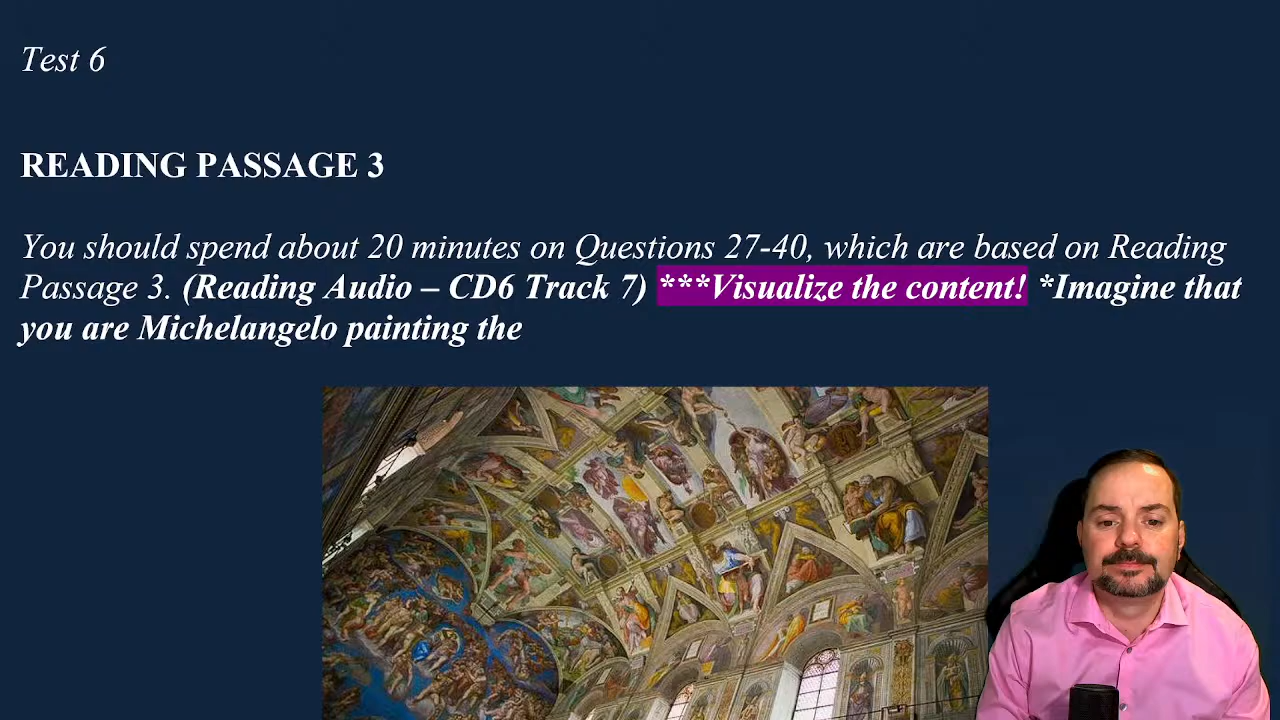 Test 6
READING PASSAGE 3
You should spend about 20 minutes on Questions 27-40, which are based on Reading
Passage 3. (Reading Audio – CD6 Track 7) ***Visualize the content! *Imagine that
you are Michelangelo painting the